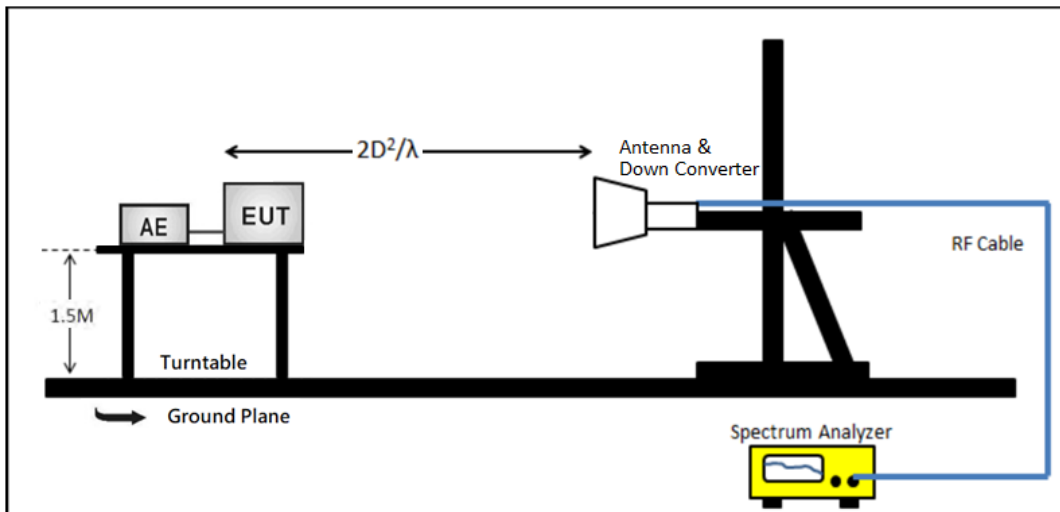 2D²/λ
Antenna &
Down Converter
AE
EUT
RF Cable
1.5M
Turntable
Ground Plane
Spectrum Analyzer